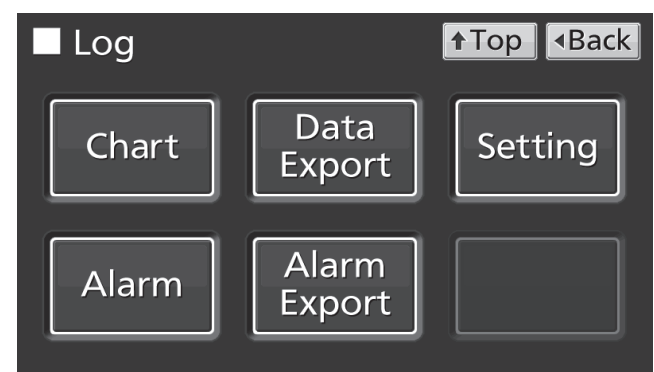 Log
Top
Back
Chart
Data
Export
Setting
Alarm
Alarm
Export